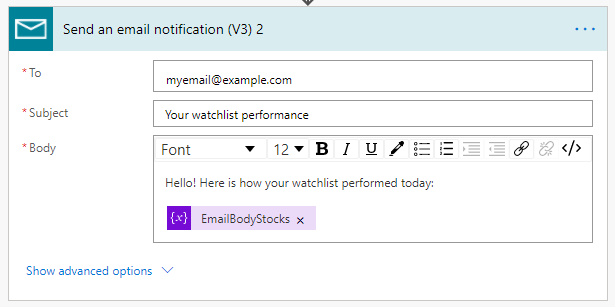 Send an email notification (V3) 2
* To
myemail@example.com
* Subject
Your watchlist performance
* Body
Font 12 B I U </>
Hello! Here is how your watchlist performed today:
{x} EmailBodyStocks ×
Show advanced options